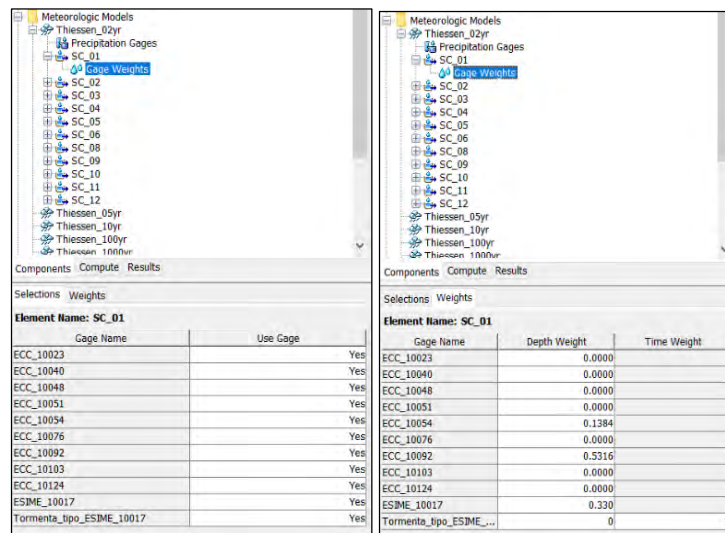 Meteorologic Models
Thiessen_02yr
Precipitation Gages
SC_01
Gage Weights
SC_02
SC_03
SC_04
SC_05
SC_06
SC_08
SC_09
SC_10
SC_11
SC_12
Thiessen_05yr
Thiessen_10yr
Thiessen_100yr
Thiessen_1000yr
Components Compute Results
Selections Weights
Element Name: SC_01
Gage Name Use Gage
ECC_10023 Yes
ECC_10040 Yes
ECC_10048 Yes
ECC_10051 Yes
ECC_10054 Yes
ECC_10076 Yes
ECC_10092 Yes
ECC_10103 Yes
ECC_10124 Yes
ESIME_10017 Yes
Tormenta_tipo_ESIME_10017 Yes
Meteorologic Models
Thiessen_02yr
Precipitation Gages
SC_01
Gage Weights
SC_02
SC_03
SC_04
SC_05
SC_06
SC_08
SC_09
SC_10
SC_11
SC_12
Thiessen_05yr
Thiessen_10yr
Thiessen_100yr
Thiessen_1000yr
Components Compute Results
Selections Weights
Element Name: SC_01
Gage Name Depth Weight Time Weight
ECC_10023 0.0000
ECC_10040 0.0000
ECC_10048 0.0000
ECC_10051 0.0000
ECC_10054 0.1384
ECC_10076 0.0000
ECC_10092 0.5316
ECC_10103 0.0000
ECC_10124 0.0000
ESIME_10017 0.330
Tormenta_tipo_ESIME_... 0